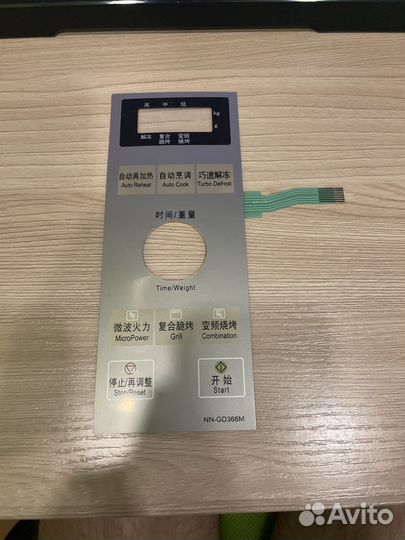 高 中 低
kg
g
解冻 复合 变频
脆烤 烧烤
自动再加热 自动烹调 巧速解冻
Auto Reheat Auto Cook Turbo Defrost
时间/重量
Time/Weight
微波火力 复合脆烤 变频烧烤
MicroPower Grill Combination
停止/再调整 开始
Stop/Reset Start
NN-GD366M
Avito